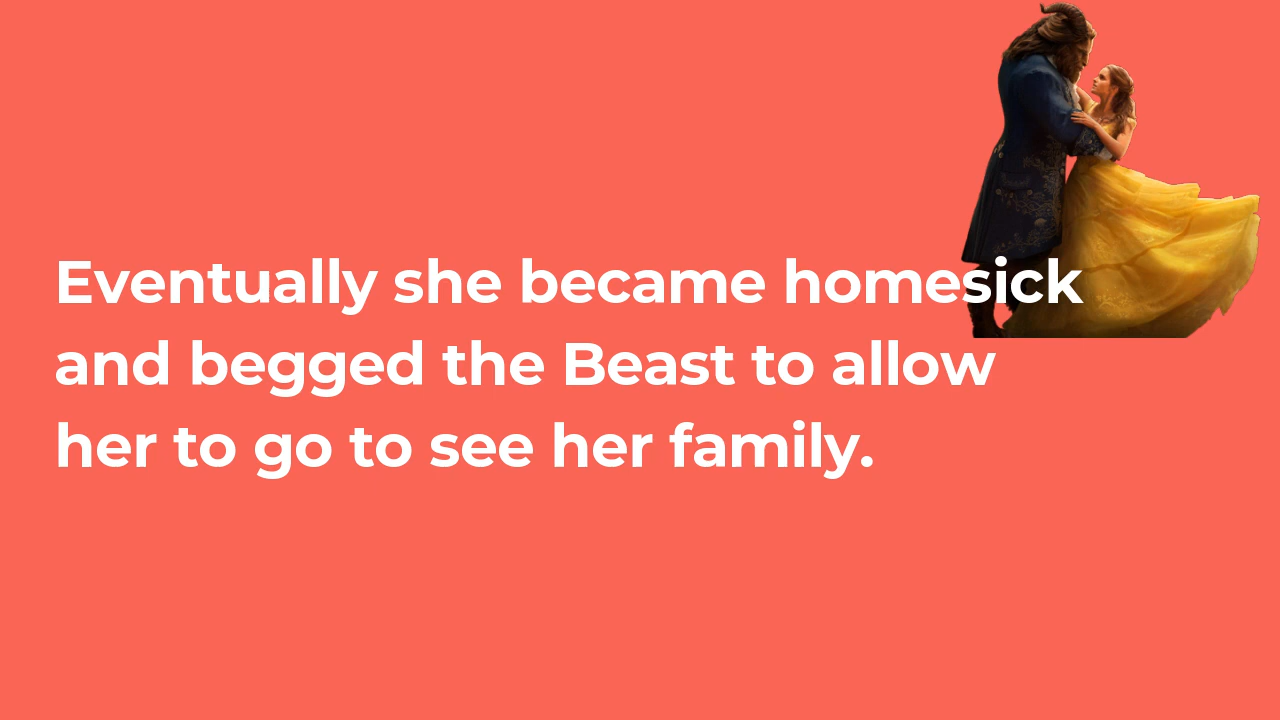 Eventually she became homesick
and begged the Beast to allow
her to go to see her family.